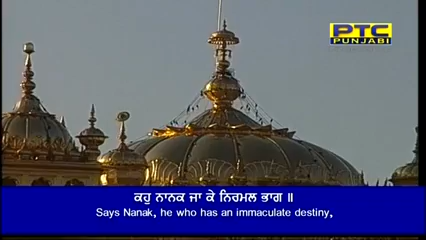 PTC
PUNJABI
ਕਹੁ ਨਾਨਕ ਜਾ ਕੇ ਨਿਰਮਲ ਭਾਗ ॥
Says Nanak, he who has an immaculate destiny,